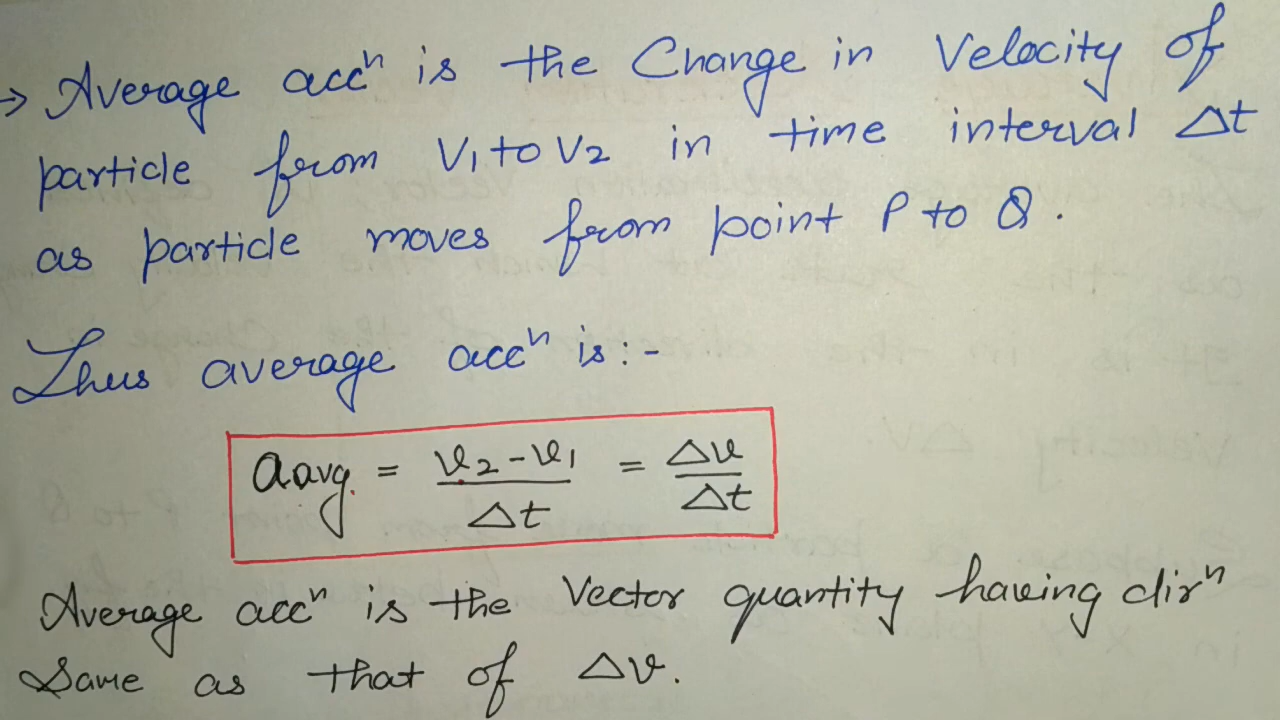 → Average accⁿ is the Change in Velocity of
particle from V1 to V2 in time interval Δt
as particle moves from point P to Q.
Thus average accⁿ is :-
aavg. = v2-v1/Δt = Δv/Δt
Average accⁿ is the Vector quantity having dirⁿ
Same as that of Δv.